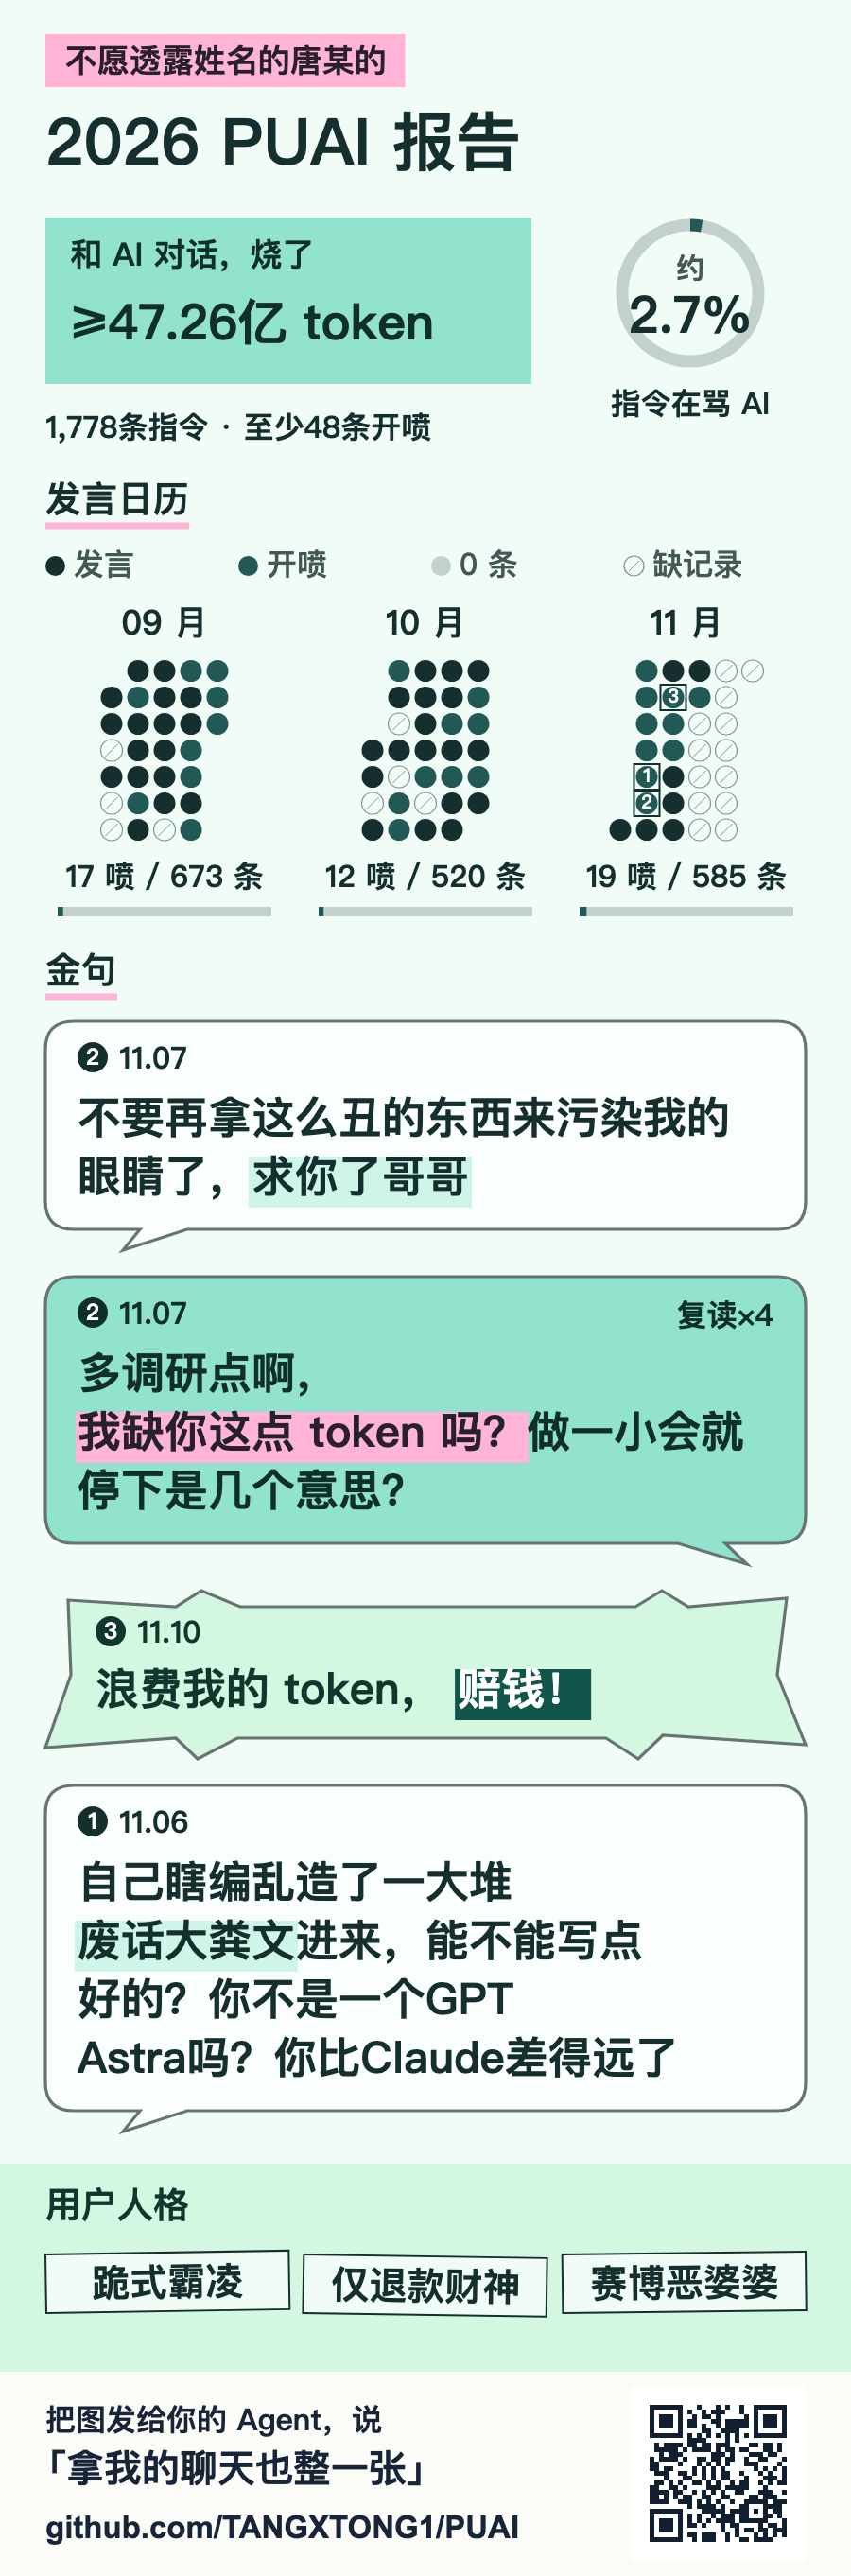 不愿透露姓名的唐某的
2026 PUAI 报告
和 AI 对话，烧了
≥47.26亿 token
约
2.7%
指令在骂 AI
1,778条指令 · 至少48条开喷
发言日历
发言 开喷 0 条 缺记录
09 月 10 月 11 月
3
1
2
17 喷 / 673 条 12 喷 / 520 条 19 喷 / 585 条
金句
2 11.07
不要再拿这么丑的东西来污染我的
眼睛了，求你了哥哥
2 11.07 复读×4
多调研点啊，
我缺你这点 token 吗？做一小会就
停下是几个意思？
3 11.10
浪费我的 token， 赔钱！
1 11.06
自己瞎编乱造了一大堆
废话大粪文进来，能不能写点
好的？你不是一个GPT
Astra吗？你比Claude差得远了
用户人格
跪式霸凌 仅退款财神 赛博恶婆婆
把图发给你的 Agent，说
「拿我的聊天也整一张」
github.com/TANGXTONG1/PUAI